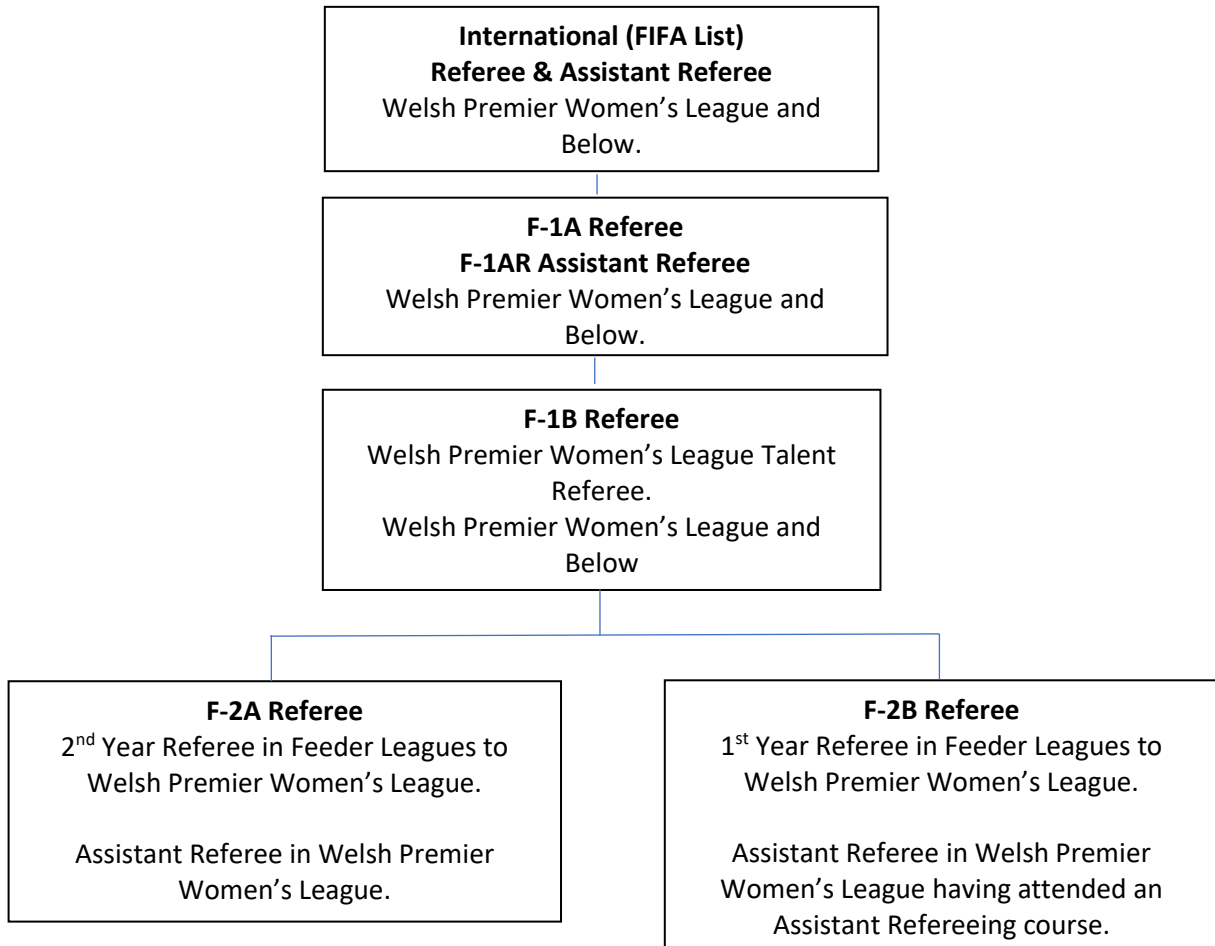 International (FIFA List)
Referee & Assistant Referee
Welsh Premier Women’s League and
Below.
F-1A Referee
F-1AR Assistant Referee
Welsh Premier Women’s League and
Below.
F-1B Referee
Welsh Premier Women’s League Talent
Referee.
Welsh Premier Women’s League and
Below
F-2A Referee
2nd Year Referee in Feeder Leagues to
Welsh Premier Women’s League.
Assistant Referee in Welsh Premier
Women’s League.
F-2B Referee
1st Year Referee in Feeder Leagues to
Welsh Premier Women’s League.
Assistant Referee in Welsh Premier
Women’s League having attended an
Assistant Refereeing course.